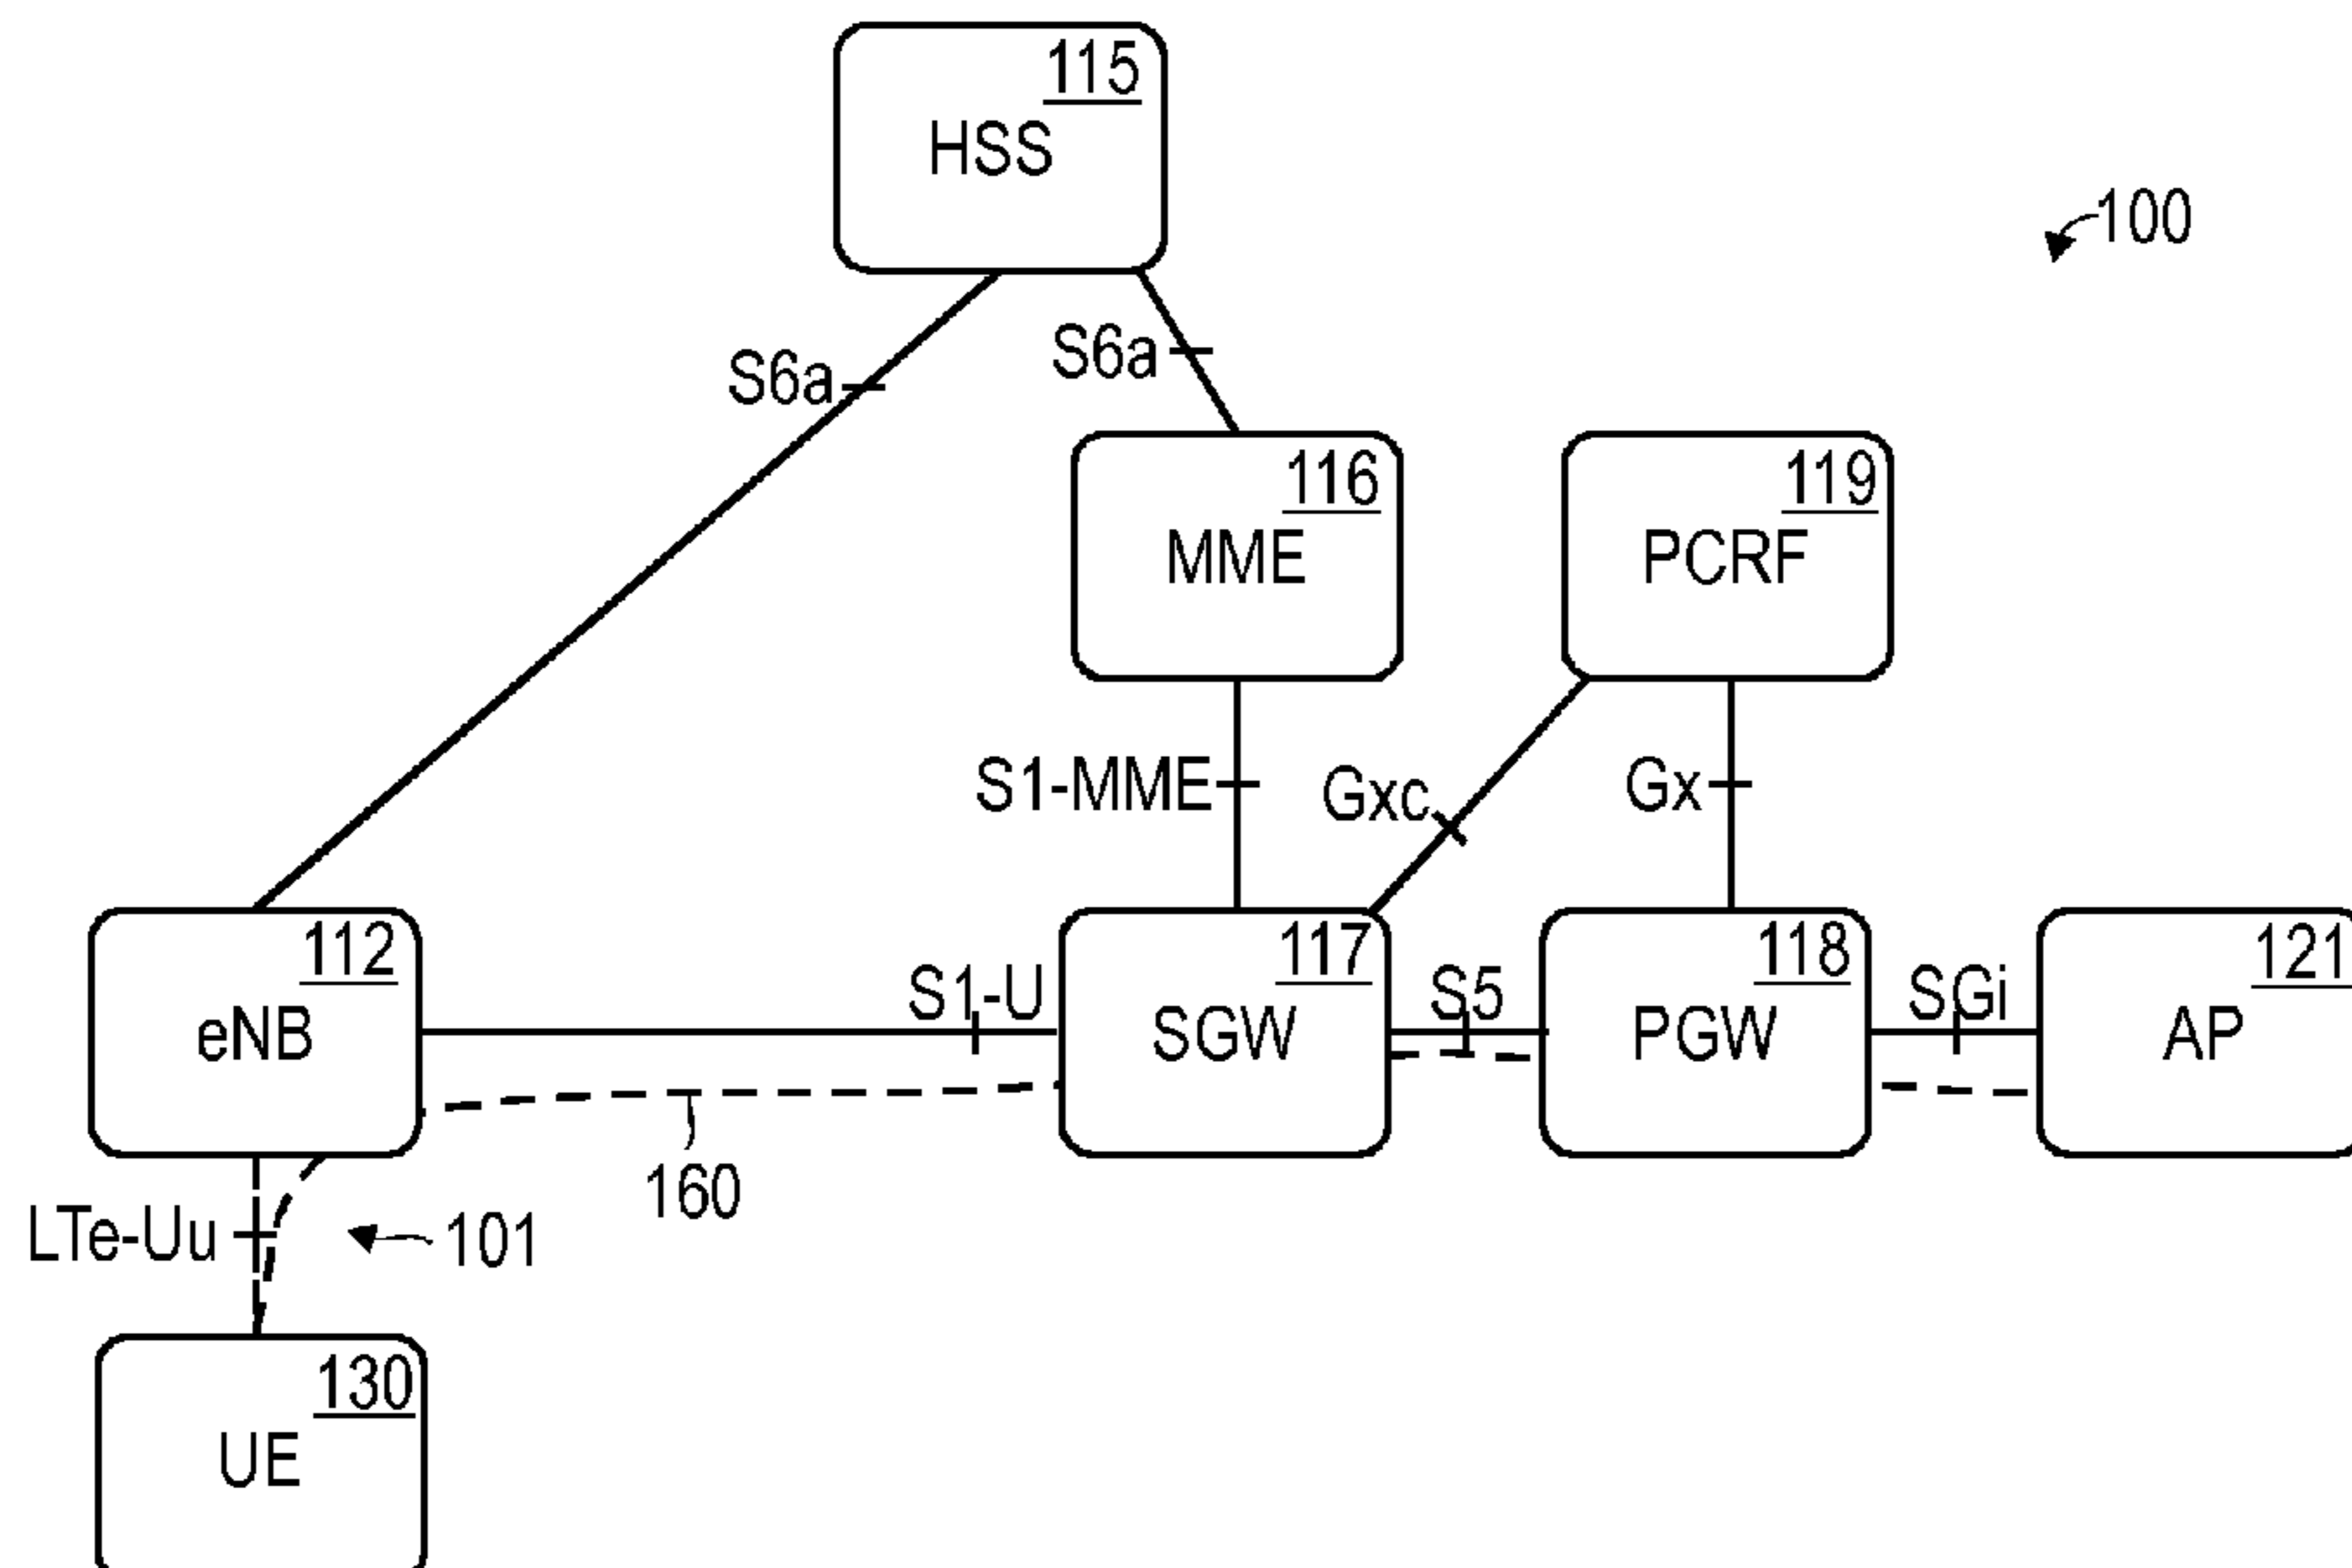 115
HSS
100
S6a
S6a
116
MME
119
PCRF
S1-MME
Gxc
Gx
112
eNB
S1-U
117
SGW
S5
118
PGW
SGi
121
AP
160
LTe-Uu
101
130
UE